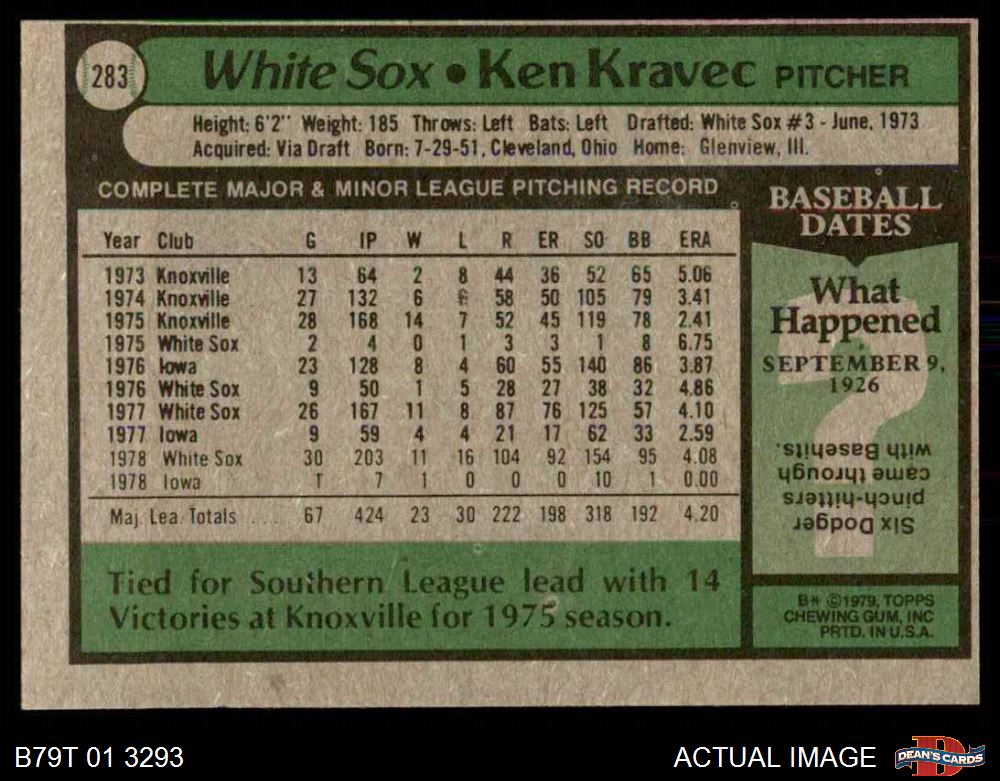 283
White Sox • Ken Kravec PITCHER
Height: 6'2" Weight: 185 Throws: Left Bats: Left Drafted: White Sox #3 - June, 1973
Acquired: Via Draft Born: 7-29-51, Cleveland, Ohio Home: Glenview, Ill.
COMPLETE MAJOR & MINOR LEAGUE PITCHING RECORD
Year Club G IP W L R ER SO BB ERA
1973 Knoxville 13 64 2 8 44 36 52 65 5.06
1974 Knoxville 27 132 6 58 50 105 79 3.41
1975 Knoxville 28 168 14 7 52 45 119 78 2.41
1975 White Sox 2 4 0 1 3 3 1 8 6.75
1976 Iowa 23 128 8 4 60 55 140 86 3.87
1976 White Sox 9 50 1 5 28 27 38 32 4.86
1977 White Sox 26 167 11 8 87 76 125 57 4.10
1977 Iowa 9 59 4 4 21 17 62 33 2.59
1978 White Sox 30 203 11 16 104 92 154 95 4.08
1978 Iowa 1 7 1 0 0 0 10 1 0.00
Maj. Lea. Totals ... 67 424 23 30 222 198 318 192 4.20
Tied for Southern League lead with 14
Victories at Knoxville for 1975 season.
BASEBALL
DATES
What
Happened
SEPTEMBER 9,
1926
?
Six Dodger
pinch-hitters
came through
with Basehits.
B* ©1979, TOPPS
CHEWING GUM, INC
PRTD. IN U.S.A.
B79T 01 3293
ACTUAL IMAGE
D
DEAN'S CARDS